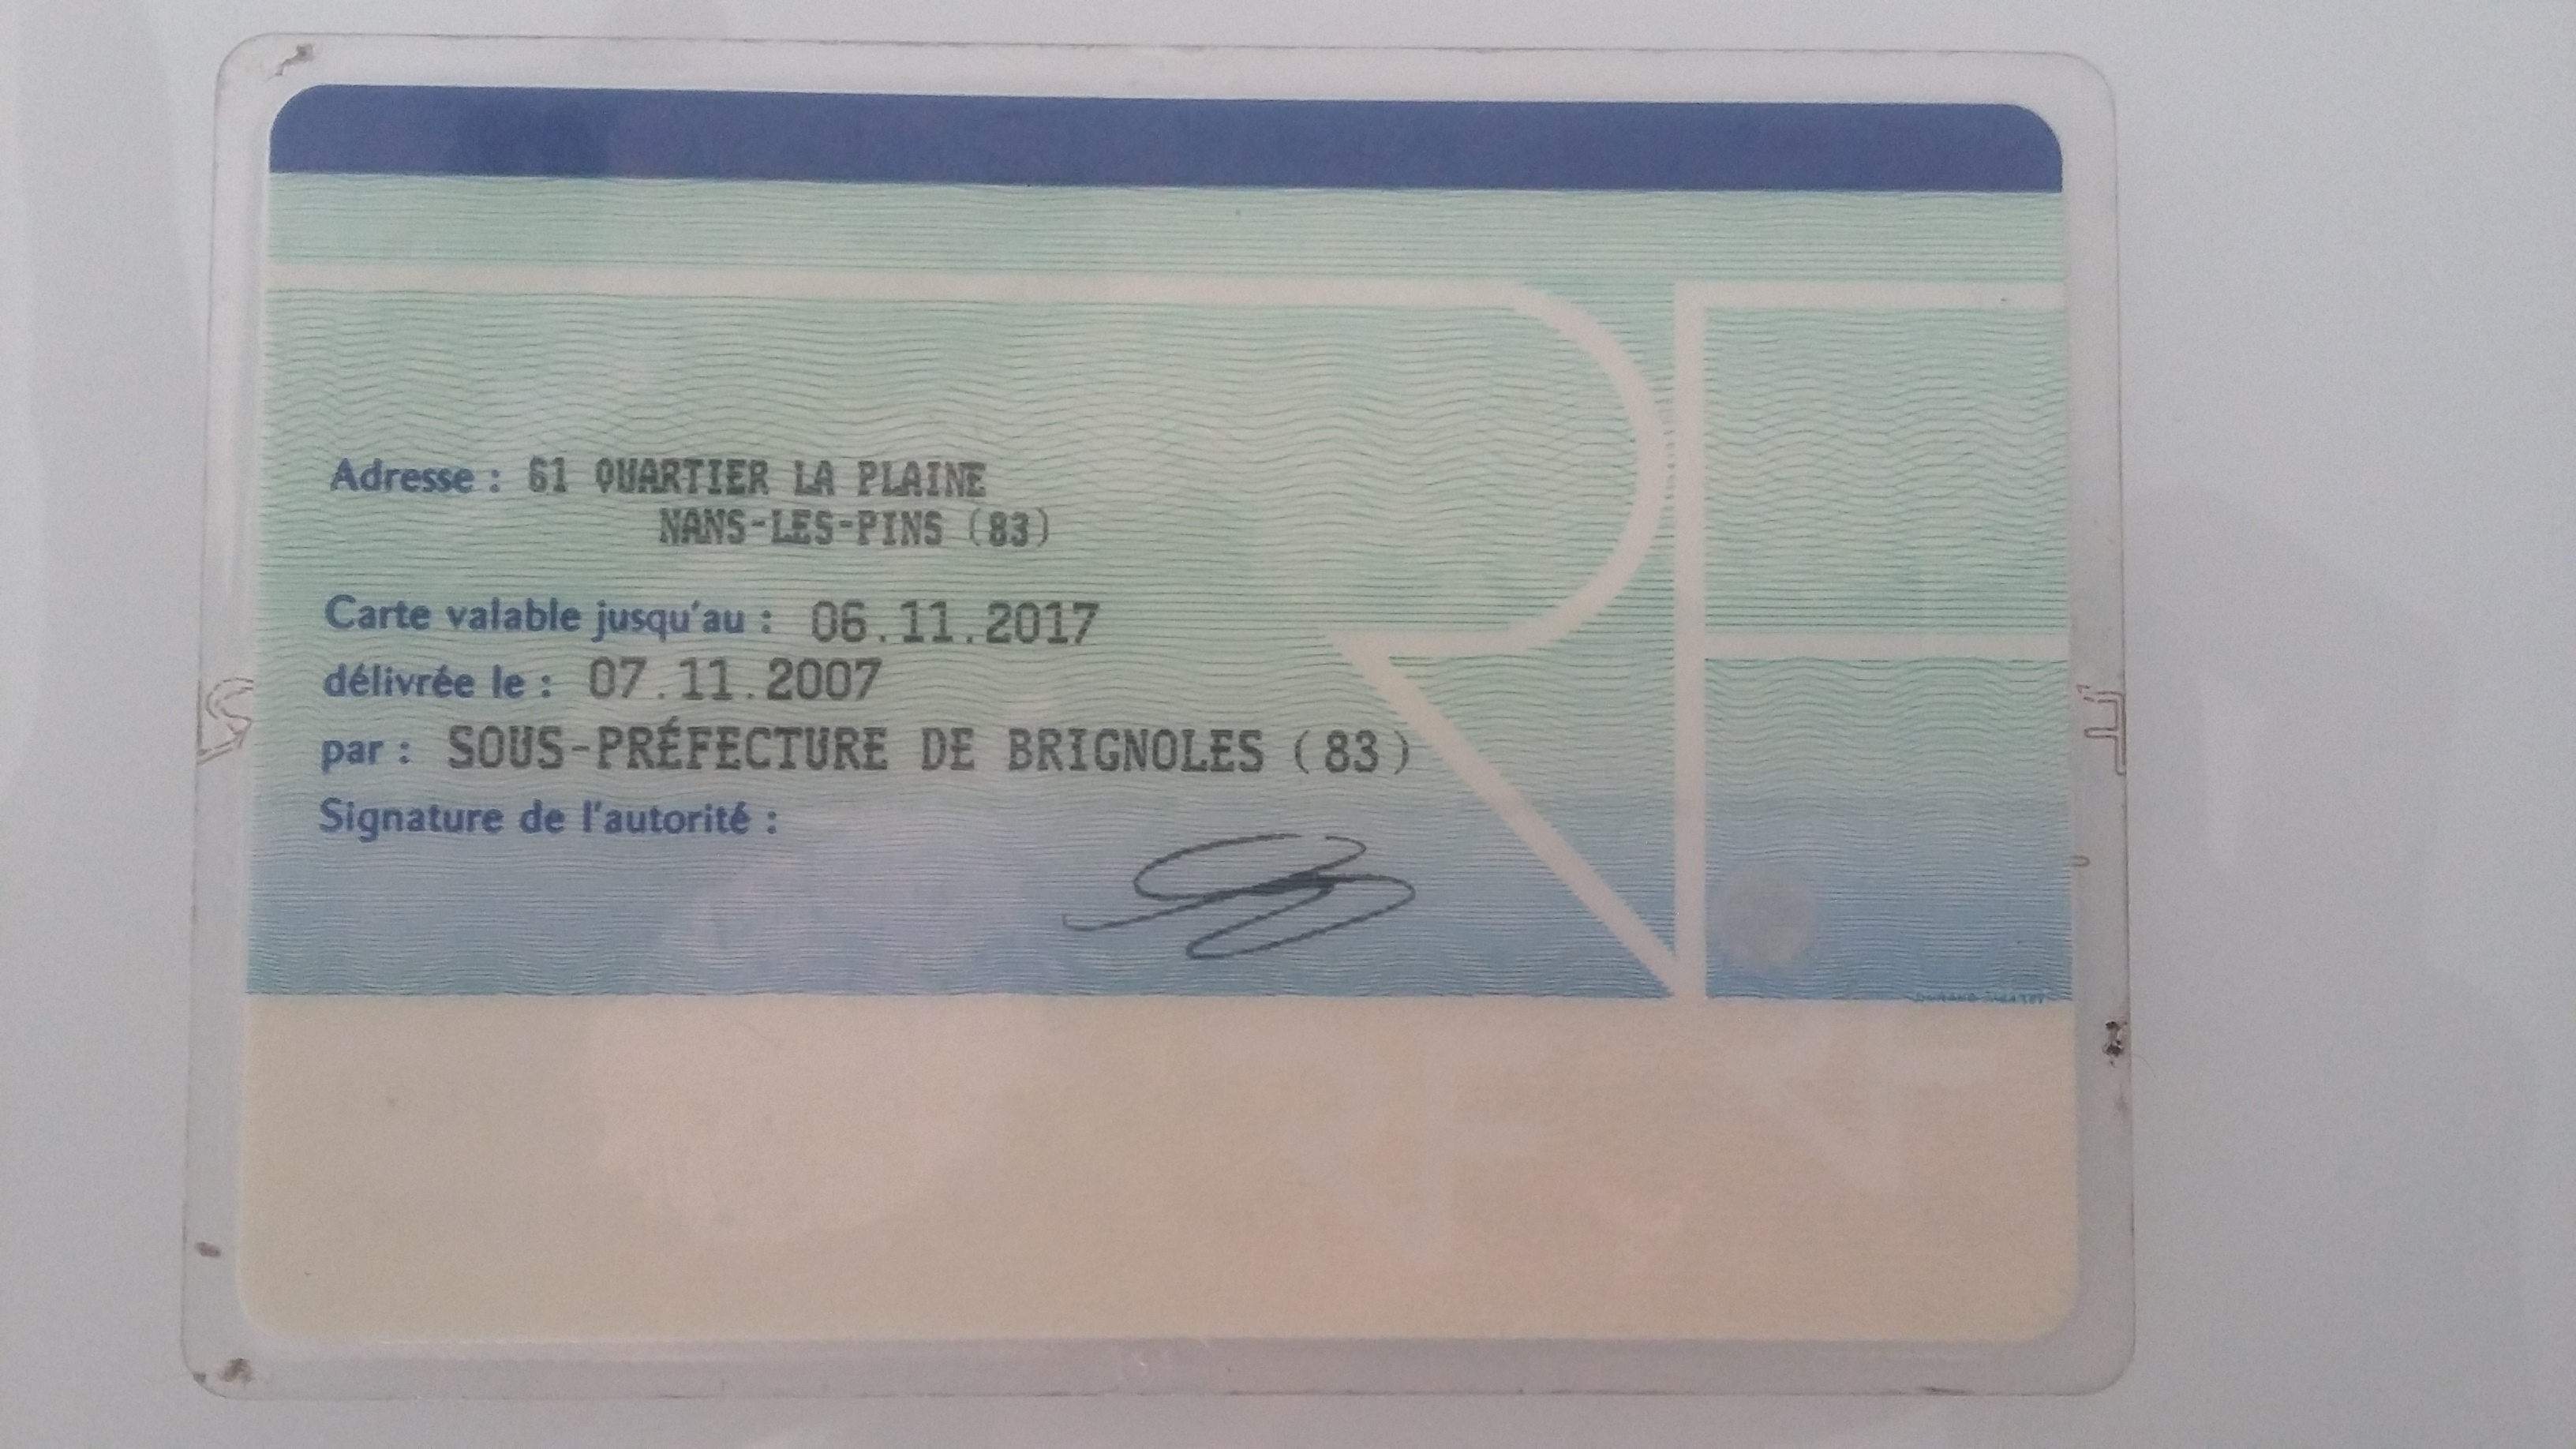 Adresse : 61 QUARTIER LA PLAINE
NANS-LES-PINS (83)
Carte valable jusqu'au : 06.11.2017
délivrée le : 07.11.2007
par : SOUS-PRÉFECTURE DE BRIGNOLES (83)
Signature de l'autorité :
RF